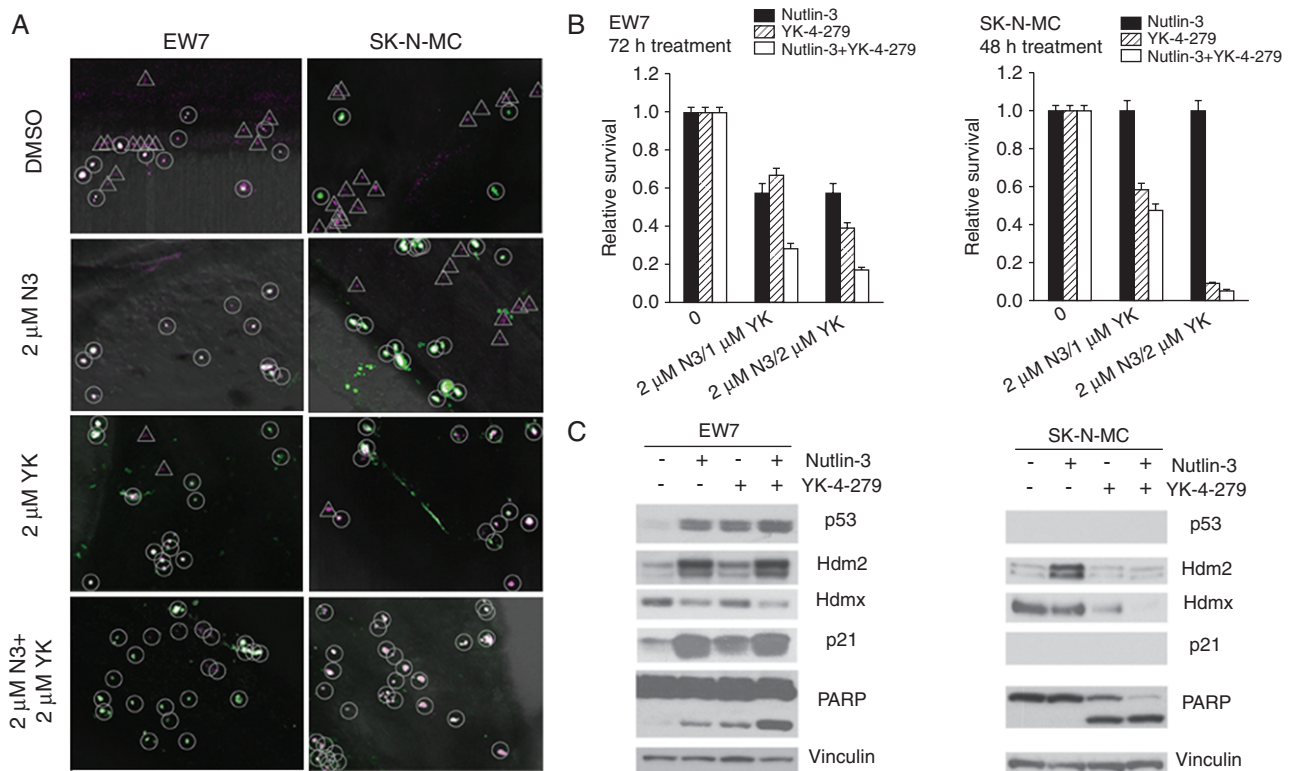 A
EW7
SK-N-MC
DMSO
2 μM N3
2 μM YK
2 μM N3+
2 μM YK
B
EW7
72 h treatment
Nutlin-3
YK-4-279
Nutlin-3+YK-4-279
Relative survival
1.2
1.0
0.8
0.6
0.4
0.2
0.0
0
2 μM N3/1 μM YK
2 μM N3/2 μM YK
SK-N-MC
48 h treatment
Nutlin-3
YK-4-279
Nutlin-3+YK-4-279
Relative survival
1.2
1.0
0.8
0.6
0.4
0.2
0.0
0
2 μM N3/1 μM YK
2 μM N3/2 μM YK
C
EW7
- + - + Nutlin-3
- - + + YK-4-279
p53
Hdm2
Hdmx
p21
PARP
Vinculin
SK-N-MC
- + - + Nutlin-3
- - + + YK-4-279
p53
Hdm2
Hdmx
p21
PARP
Vinculin